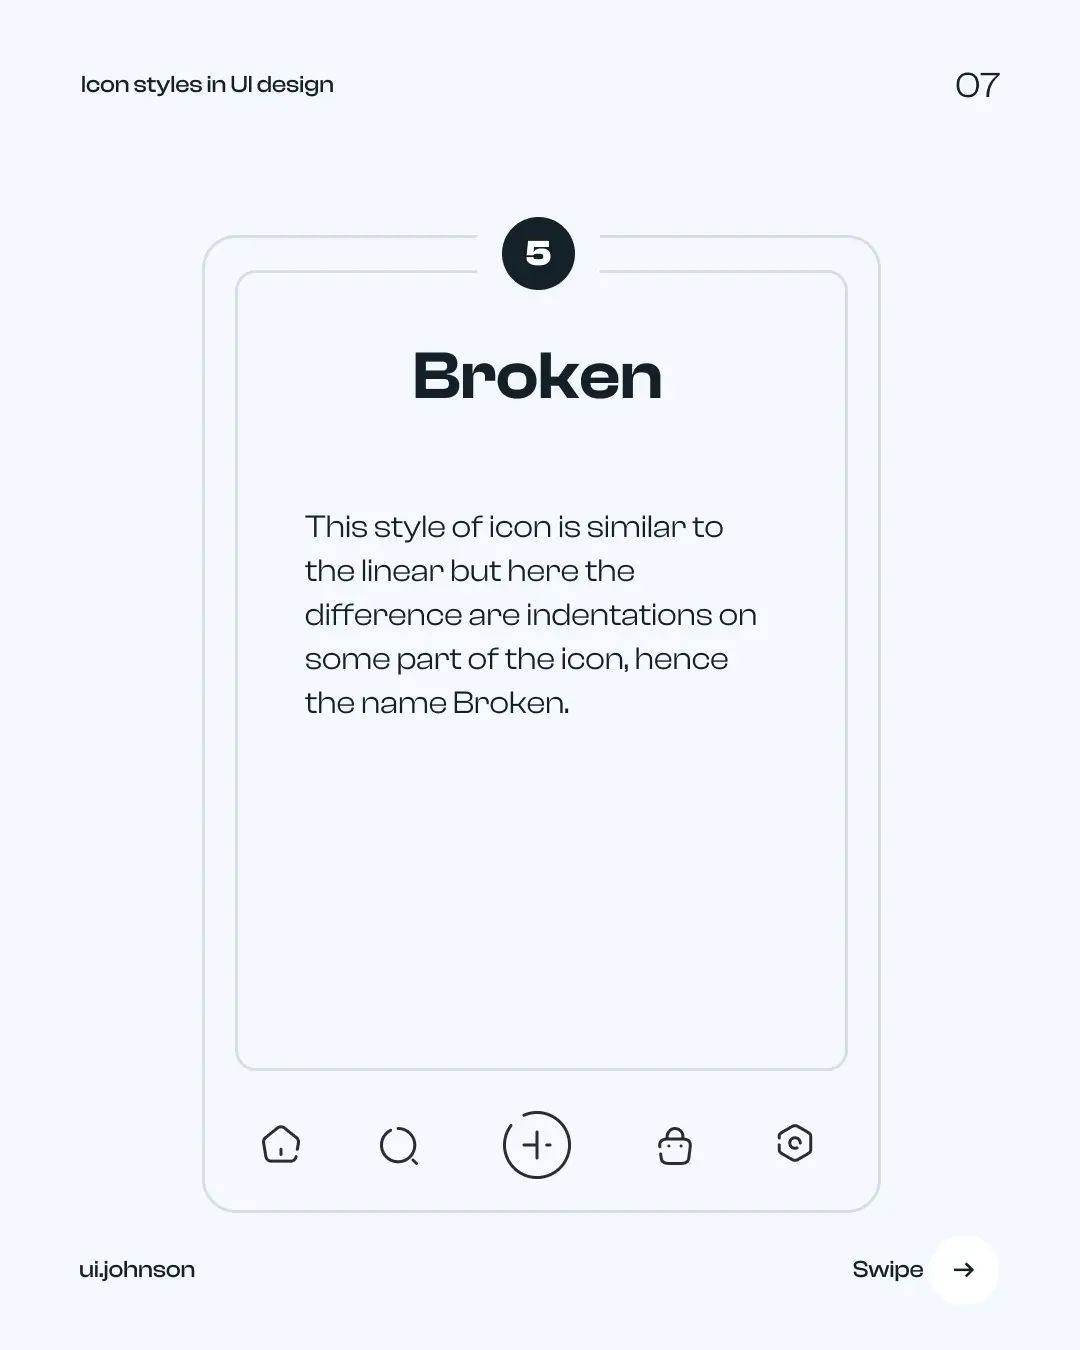 Icon styles in UI design
07
5
Broken
This style of icon is similar to
the linear but here the
difference are indentations on
some part of the icon, hence
the name Broken.
ui.johnson
Swipe